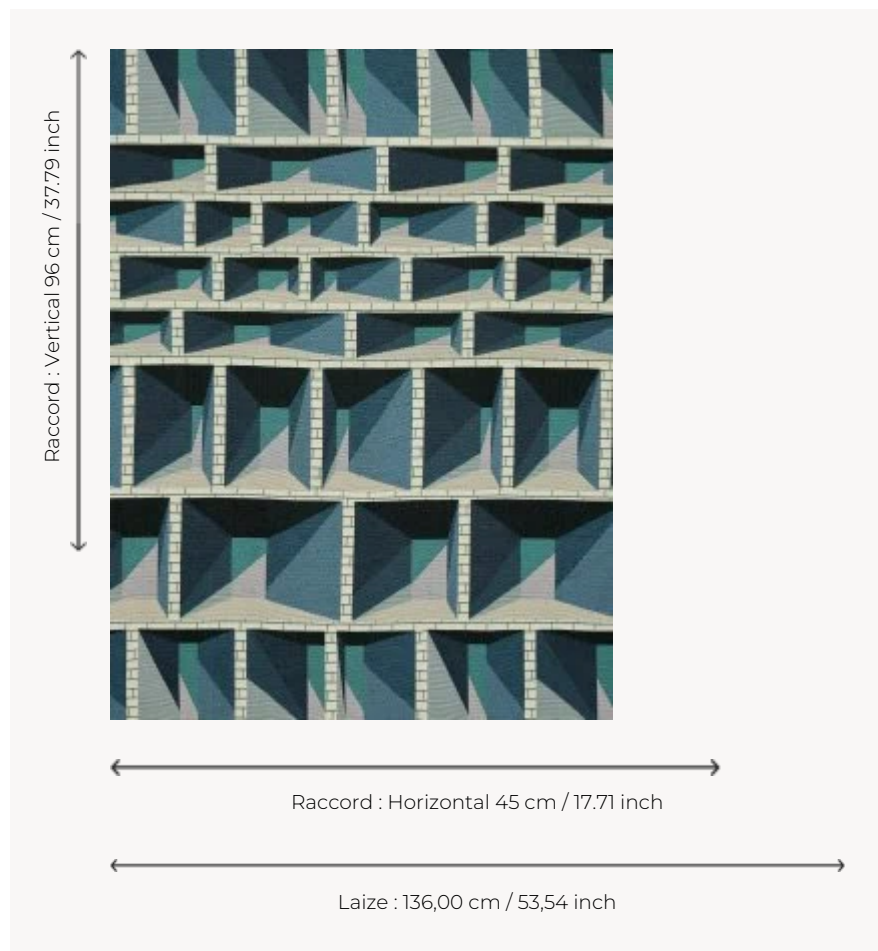 Raccord : Vertical 96 cm / 37.79 inch
Raccord : Horizontal 45 cm / 17.71 inch
Laize : 136,00 cm / 53,54 inch